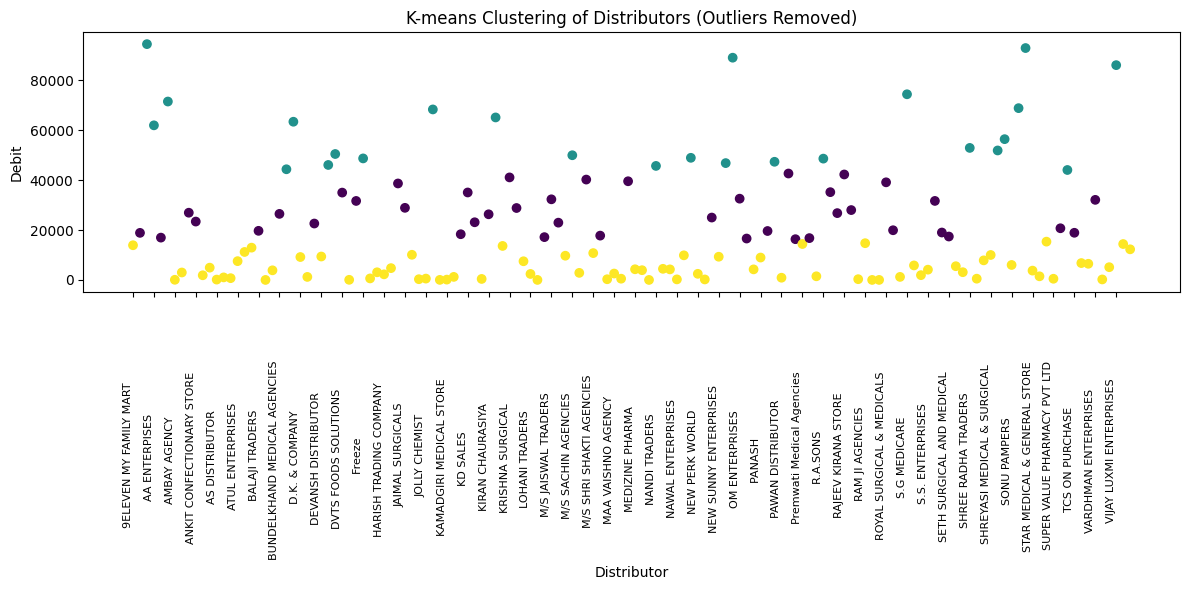 K-means Clustering of Distributors (Outliers Removed)
Debit
80000
60000
40000
20000
0
9ELEVEN MY FAMILY MART
AA ENTERPISES
AMBAY AGENCY
ANKIT CONFECTIONARY STORE
AS DISTRIBUTOR
ATUL ENTERPRISES
BALAJI TRADERS
BUNDELKHAND MEDICAL AGENCIES
D.K. & COMPANY
DEVANSH DISTRIBUTOR
DVTS FOODS SOLUTIONS
Freeze
HARISH TRADING COMPANY
JAIMAL SURGICALS
JOLLY CHEMIST
KAMADGIRI MEDICAL STORE
KD SALES
KIRAN CHAURASIYA
KRISHNA SURGICAL
LOHANI TRADERS
M/S JAISWAL TRADERS
M/S SACHIN AGENCIES
M/S SHRI SHAKTI AGENCIES
MAA VAISHNO AGENCY
MEDIZINE PHARMA
NANDI TRADERS
NAWAL ENTERPRISES
NEW PERK WORLD
NEW SUNNY ENTERPRISES
OM ENTERPRISES
PANASH
PAWAN DISTRIBUTOR
Premwati Medical Agencies
R.A.SONS
RAJEEV KIRANA STORE
RAM JI AGENCIES
ROYAL SURGICAL & MEDICALS
S.G MEDICARE
S.S. ENTERPRISES
SETH SURGICAL AND MEDICAL
SHREE RADHA TRADERS
SHREYASI MEDICAL & SURGICAL
SONU PAMPERS
STAR MEDICAL & GENERAL STORE
SUPER VALUE PHARMACY PVT LTD
TCS ON PURCHASE
VARDHMAN ENTERPRISES
VIJAY LUXMI ENTERPRISES
Distributor